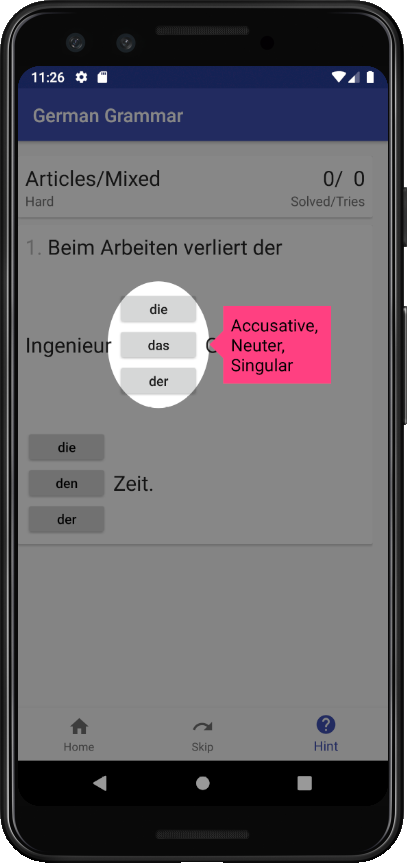 11:26
German Grammar
Articles/Mixed 0/ 0
Hard Solved/Tries
1. Beim Arbeiten verliert der
die
Ingenieur das
der
Accusative,
Neuter,
Singular
die
den Zeit.
der
Home Skip Hint